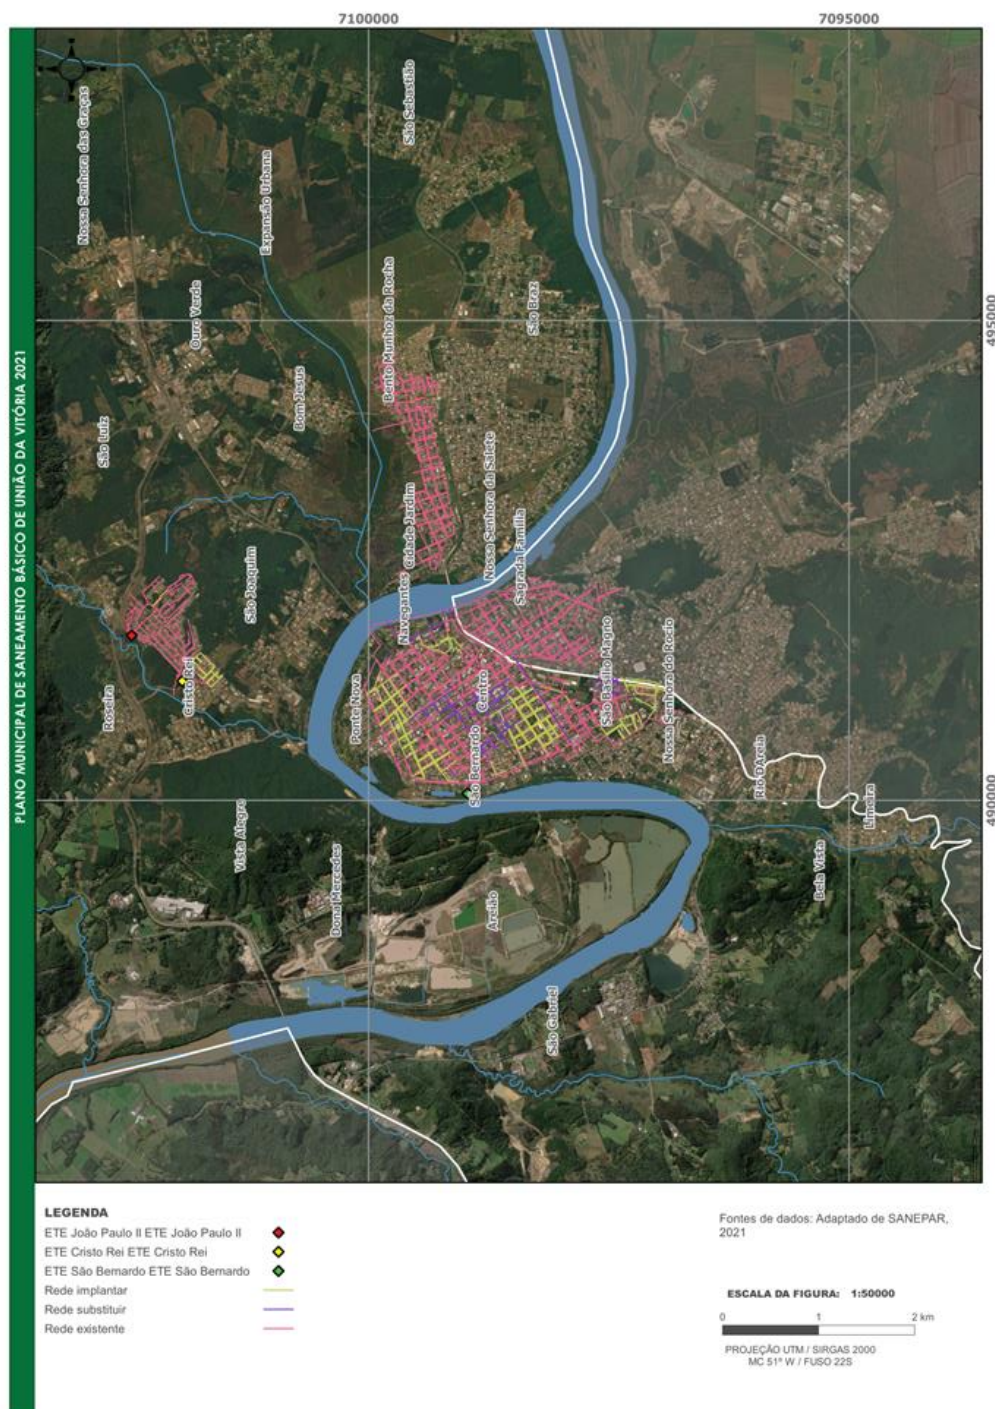 PLANO MUNICIPAL DE SANEAMENTO BÁSICO DE UNIÃO DA VITÓRIA 2021
7100000
7095000
495000
490000
Nossa Senhora das Graças
São Sebastião
Expansão Urbana
Ouro Verde
Bento Munhoz da Rocha
São Braz
São Luiz
Bom Jesus
Cidade Jardim
Nossa Senhora da Salete
Sagrada Família
São Joaquim
Navegantes
Roseira
Cristo Rei
Ponte Nova
Centro
São Basílio Magno
Nossa Senhora do Rocio
São Bernardo
Rio DAreia
Limeira
Vista Alegre
Dona Mercedes
Areião
Bela Vista
São Gabriel
LEGENDA
ETE João Paulo II ETE João Paulo II
ETE Cristo Rei ETE Cristo Rei
ETE São Bernardo ETE São Bernardo
Rede implantar
Rede substituir
Rede existente
Fontes de dados: Adaptado de SANEPAR,
2021
ESCALA DA FIGURA: 1:50000
0 1 2 km
PROJEÇÃO UTM / SIRGAS 2000
MC 51º W / FUSO 22S